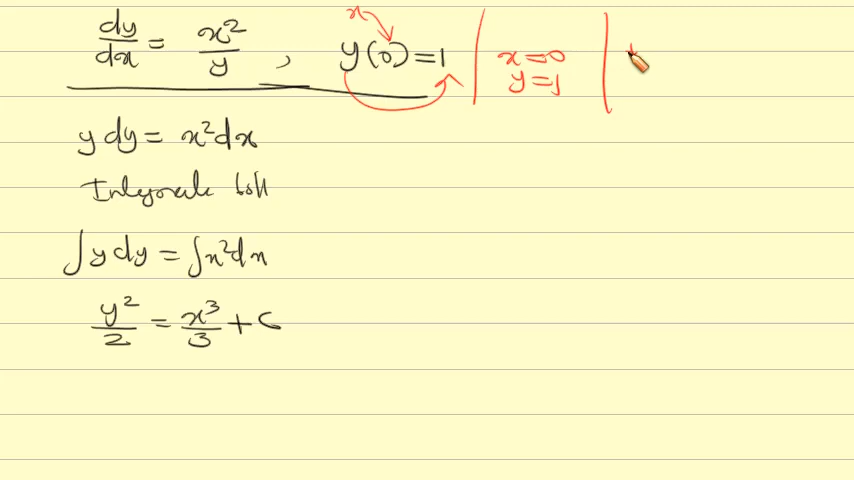 x
dy/dx = x²/y , y(0)=1 | x=0 |
y=1
y dy = x²dx
Integrate both
∫y dy = ∫x²dx
y²/2 = x³/3 + C